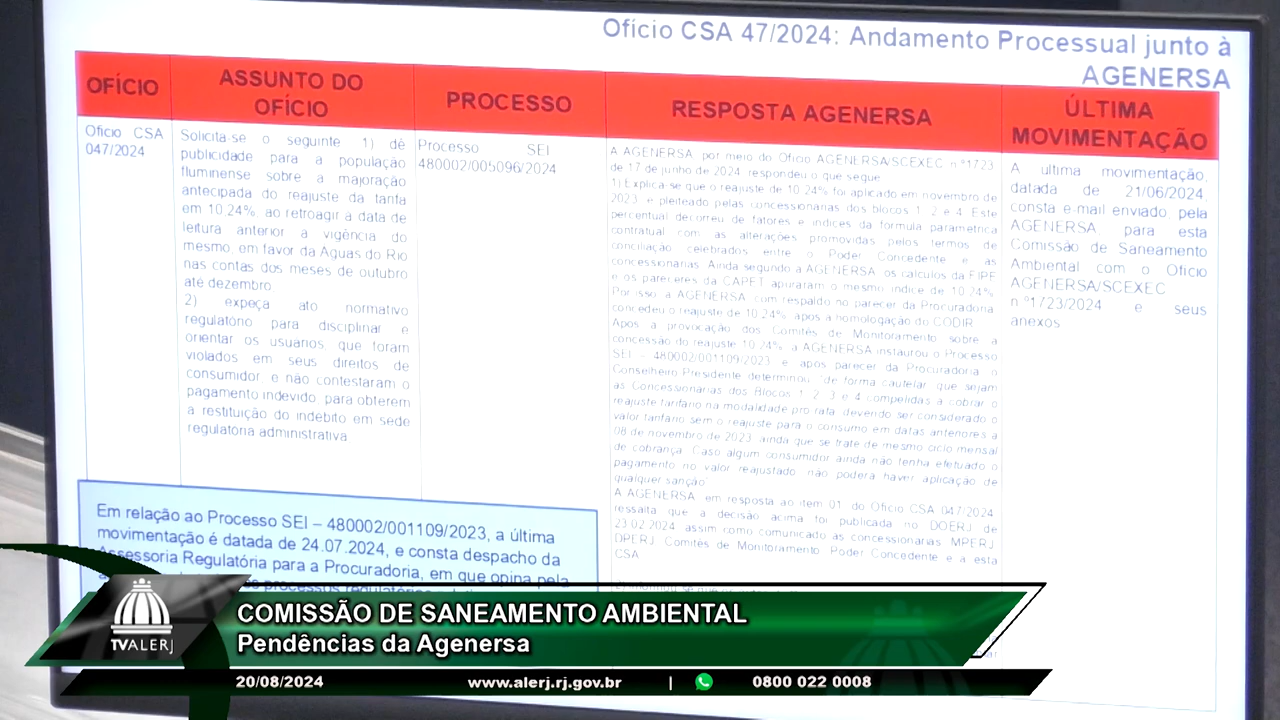 Ofício CSA 47/2024: Andamento Processual junto à
AGENERSA
OFÍCIO
ASSUNTO DO
OFÍCIO
PROCESSO
RESPOSTA AGENERSA
ÚLTIMA
MOVIMENTAÇÃO
Ofício CSA
047/2024
Solicita-se o seguinte 1) dê
publicidade para a população
fluminense sobre a majoração
antecipada do reajuste da tarifa
em 10,24%, ao retroagir à data de
leitura anterior à vigência do
mesmo, em favor da Águas do Rio
nas contas dos meses de outubro
até dezembro
2) expeça ato normativo
regulatório para disciplinar e
orientar os usuários, que foram
violados em seus direitos de
consumidor e não contestaram o
pagamento indevido, para obterem
a restituição do indébito em sede
regulatória administrativa
Processo SEI
480002/005096/2024
A AGENERSA, por meio do Ofício AGENERSA/SCEXEC n.º1723
de 17 de junho de 2024, respondeu o que segue
1) Explica-se que o reajuste de 10,24% foi aplicado em novembro de
2023, e pleiteado pelas concessionárias dos blocos 1, 2 e 4. Este
percentual decorreu de fatores e índices da fórmula paramétrica
contratual com as alterações promovidas pelos termos de
conciliação celebrados entre o Poder Concedente e as
concessionárias. Ainda segundo a AGENERSA, os cálculos da FIPE
e os pareceres da CAPET apuraram o mesmo índice de 10,24%.
Por isso, a AGENERSA, com respaldo no parecer da Procuradoria
concedeu o reajuste de 10,24%, após a homologação do CODIR.
Após a provocação dos Comitês de Monitoramento sobre a
concessão do reajuste 10,24%, a AGENERSA instaurou o Processo
SEI – 480002/001109/2023, e após parecer da Procuradoria, o
Conselheiro Presidente determinou: "de forma cautelar, que sejam
as Concessionárias dos Blocos 1, 2, 3 e 4 compelidas a cobrar o
reajuste tarifário na modalidade pro rata, devendo ser considerado o
valor tarifário sem o reajuste para o consumo em datas anteriores a
08 de novembro de 2023, ainda que se trate de mesmo ciclo mensal
de cobrança. Caso algum consumidor ainda não tenha efetuado o
pagamento no valor reajustado, não poderá haver aplicação de
qualquer sanção"
A AGENERSA, em resposta ao item 01, do Ofício CSA 047/2024
ressalta que a decisão acima foi publicada no DOERJ de
23.02.2024, assim como comunicado às concessionárias, MPERJ,
DPERJ, Comitês de Monitoramento, Poder Concedente e a esta
CSA
A última movimentação,
datada de 21/06/2024,
consta e-mail enviado, pela
AGENERSA para esta
Comissão de Saneamento
Ambiental com o Ofício
AGENERSA/SCEXEC
n.º1723/2024 e seus
anexos
Em relação ao Processo SEI – 480002/001109/2023, a última
movimentação é datada de 24.07.2024, e consta despacho da
Assessoria Regulatória para a Procuradoria, em que opina pela
COMISSÃO DE SANEAMENTO AMBIENTAL
Pendências da Agenersa
TVALERJ
20/08/2024 www.alerj.rj.gov.br | 0800 022 0008